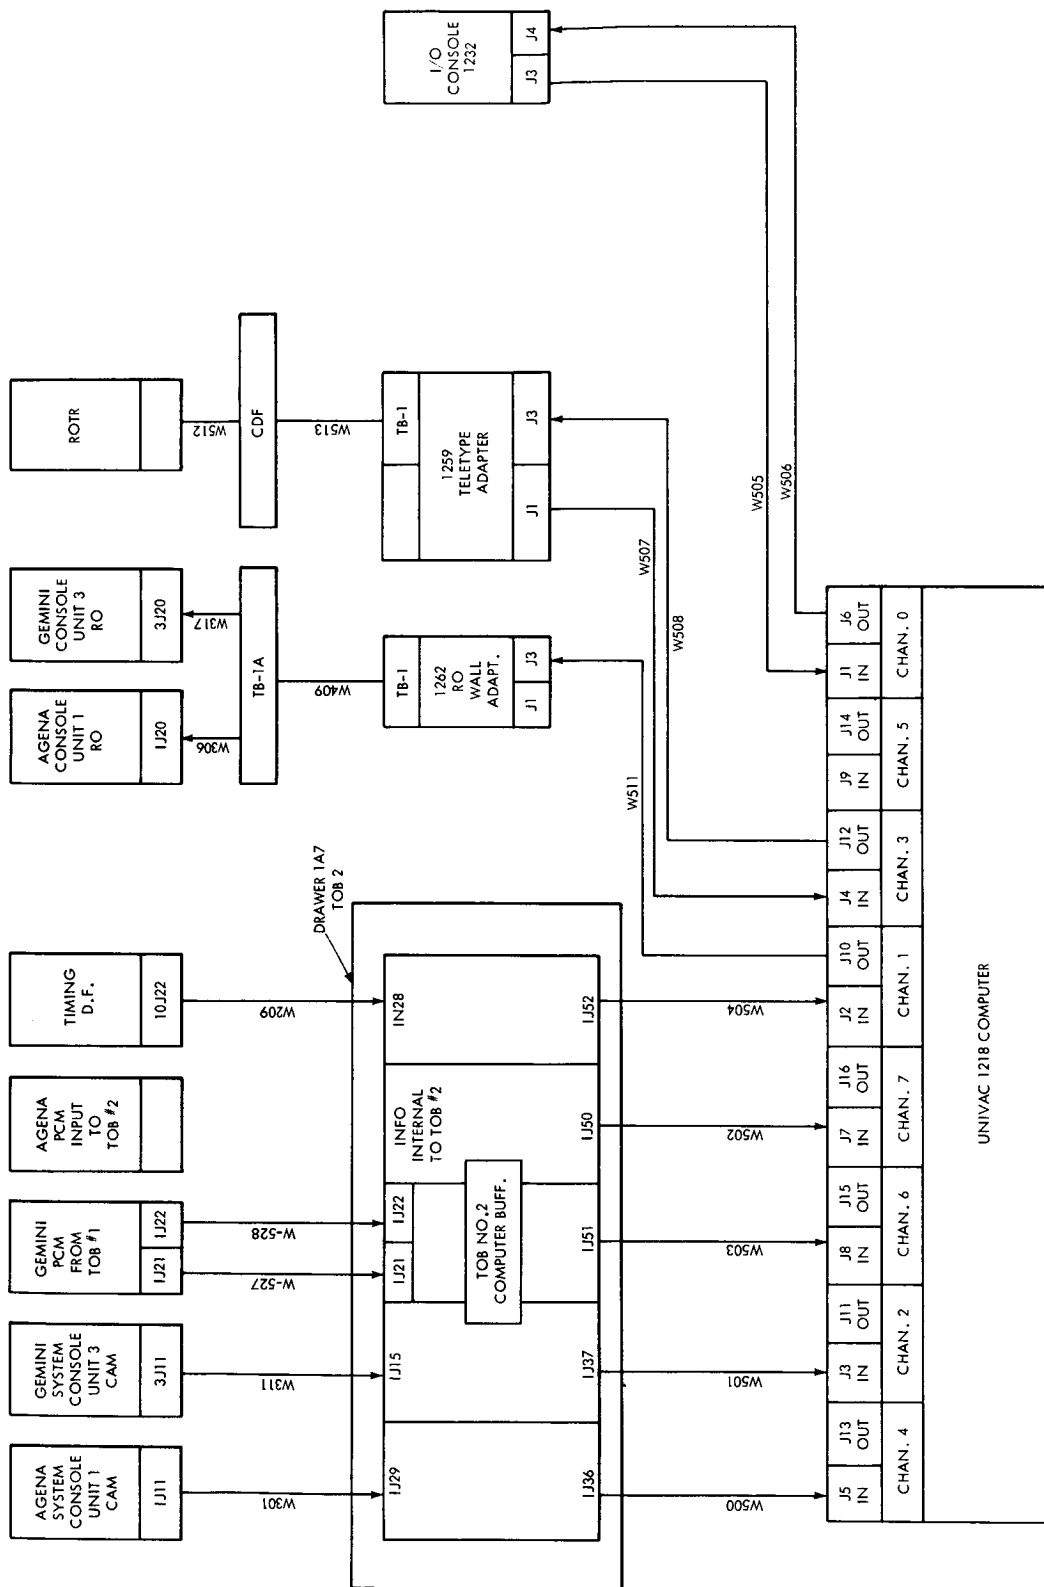 AGENA
SYSTEM
CONSOLE
UNIT 1
CAM
1J11
GEMINI
SYSTEM
CONSOLE
UNIT 3
CAM
3J11
GEMINI
PCM
FROM
TOB #1
1J21
1J22
AGENA
PCM
INPUT
TO
TOB #2
TIMING
D.F.
10J22
AGENA
CONSOLE
UNIT 1
RO
1J20
GEMINI
CONSOLE
UNIT 3
RO
3J20
ROTR
I/O
CONSOLE
1232
J3
J4
W301
W311
W-527
W-528
W209
W306
W317
W512
TB-1A
CDF
W409
W513
DRAWER 1A7
TOB 2
1J29
1J15
1J21
1J22
INFO
INTERNAL
TO TOB #2
IN28
TOB NO.2
COMPUTER BUFF.
1J36
1J37
1J51
1J50
1J52
TB-1
1262
RO
WALL
ADAPT.
J1
J3
TB-1
1259
TELETYPE
ADAPTER
J1
J3
W500
W501
W503
W502
W504
W511
W507
W508
W505
W506
J5
IN
J13
OUT
J3
IN
J11
OUT
J8
IN
J15
OUT
J7
IN
J16
OUT
J2
IN
J10
OUT
J4
IN
J12
OUT
J9
IN
J14
OUT
J1
IN
J6
OUT
CHAN. 4
CHAN. 2
CHAN. 6
CHAN. 7
CHAN. 1
CHAN. 3
CHAN. 5
CHAN. 0
UNIVAC 1218 COMPUTER